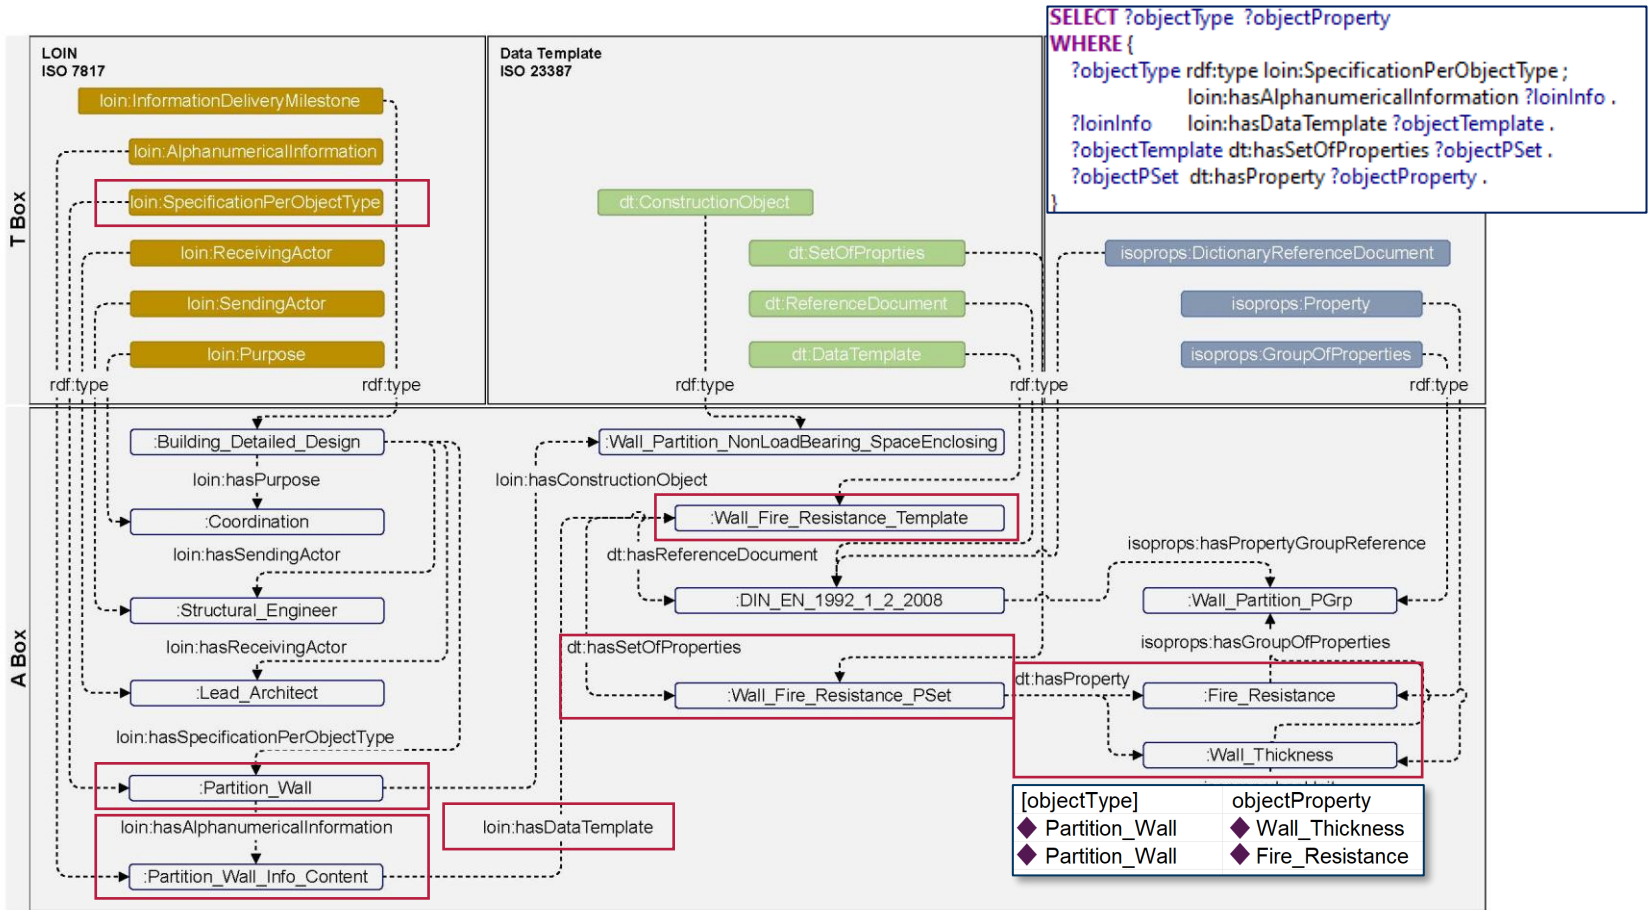 SELECT ?objectType ?objectProperty
WHERE {
?objectType rdf:type loin:SpecificationPerObjectType ;
loin:hasAlphanumericalInformation ?loinInfo .
?loinInfo loin:hasDataTemplate ?objectTemplate .
?objectTemplate dt:hasSetOfProperties ?objectPSet .
?objectPSet dt:hasProperty ?objectProperty .
}
T Box
LOIN
ISO 7817
loin:InformationDeliveryMilestone
loin:AlphanumericalInformation
loin:SpecificationPerObjectType
loin:ReceivingActor
loin:SendingActor
loin:Purpose
rdf:type
rdf:type
Data Template
ISO 23387
dt:ConstructionObject
dt:SetOfProprties
dt:ReferenceDocument
dt:DataTemplate
rdf:type
rdf:type
isoprops:DictionaryReferenceDocument
isoprops:Property
isoprops:GroupOfProperties
rdf:type
A Box
:Building_Detailed_Design
loin:hasPurpose
:Coordination
loin:hasSendingActor
:Structural_Engineer
loin:hasReceivingActor
:Lead_Architect
loin:hasSpecificationPerObjectType
:Partition_Wall
loin:hasAlphanumericalInformation
:Partition_Wall_Info_Content
:Wall_Partition_NonLoadBearing_SpaceEnclosing
loin:hasConstructionObject
:Wall_Fire_Resistance_Template
dt:hasReferenceDocument
:DIN_EN_1992_1_2_2008
dt:hasSetOfProperties
:Wall_Fire_Resistance_PSet
loin:hasDataTemplate
isoprops:hasPropertyGroupReference
:Wall_Partition_PGrp
isoprops:hasGroupOfProperties
dt:hasProperty
:Fire_Resistance
:Wall_Thickness
[objectType] objectProperty
Partition_Wall Wall_Thickness
Partition_Wall Fire_Resistance